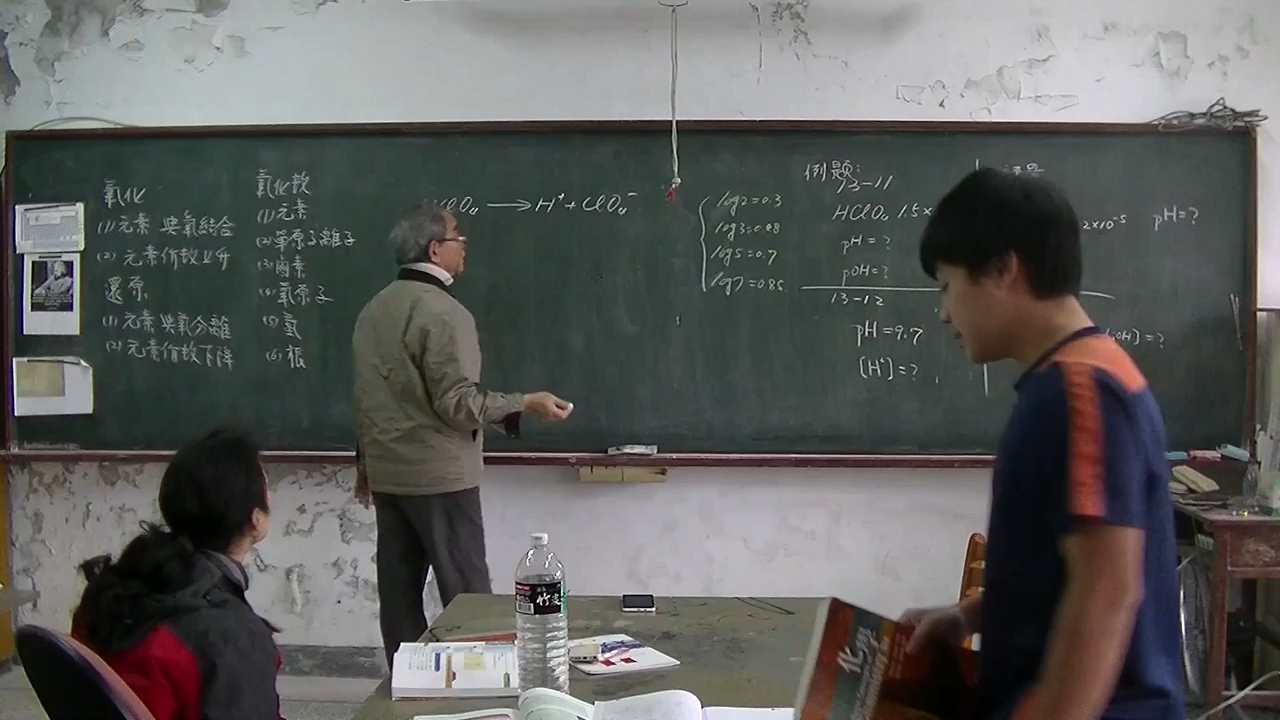 氧化
(1) 元素與氧結合
(2) 元素價數上升
還原
(1) 元素與氧分離
(2) 元素價數下降
氧化數
(1) 元素
(2) 單原子離子
(3) 鹵素
(4) 氧原子
(5) 氫
(6) 根
ClO₄ ⟶ H⁺ + ClO₄⁻
log2=0.3
log3=0.48
log5=0.7
log7=0.85
例題:
13-11
HClO₄ 1.5×
pH=?
pOH=?
13-12
pH=9.7
[H⁺]=?
2×10⁻⁵ pH=?
OH]=?